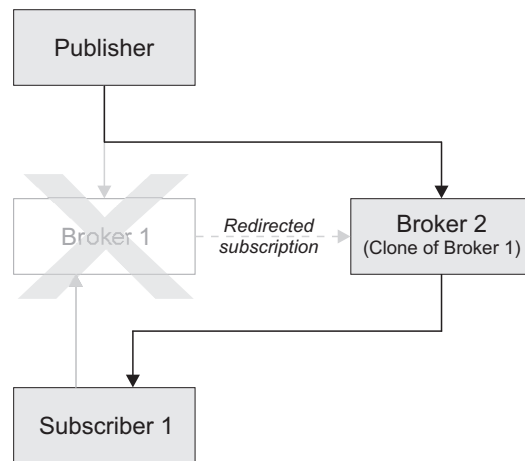 Publisher
Broker 1
Redirected
subscription
Broker 2
(Clone of Broker 1)
Subscriber 1